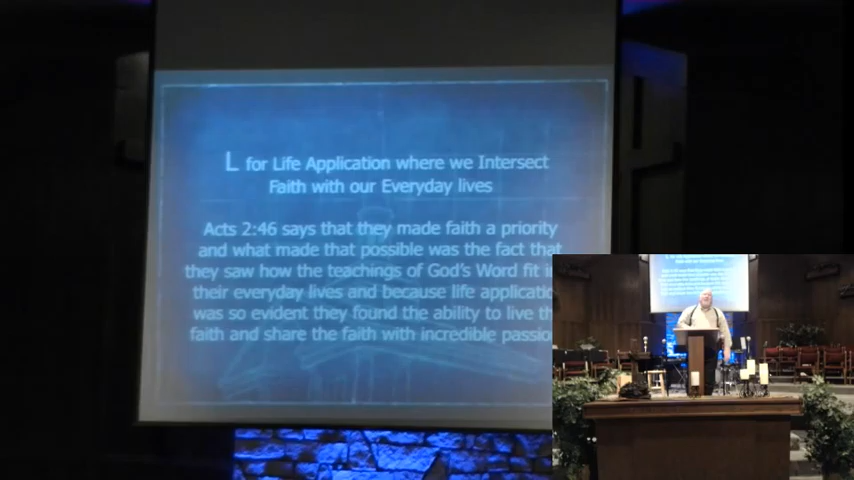 L for Life Application where we Intersect
Faith with our Everyday lives
Acts 2:46 says that they made faith a priority
and what made that possible was the fact that
they saw how the teachings of God's Word fit
their everyday lives and because life
was so evident they found the ability to live
faith and share the faith with incredible